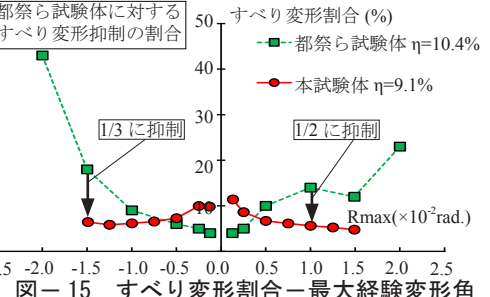 都祭ら試験体に対する
すべり変形抑制の割合
すべり変形割合 (%)
都祭ら試験体 η=10.4%
本試験体 η=9.1%
50
40
30
20
10
1/3 に抑制
1/2 に抑制
Rmax(×10⁻²rad.)
.5 -2.0 -1.5 -1.0 -0.5 0.0 0.5 1.0 1.5 2.0 2.5
図－15 すべり変形割合－最大経験変形角